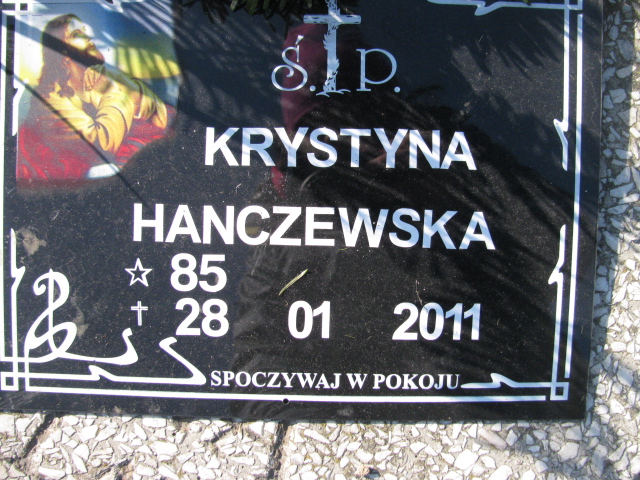 Ś. P.
KRYSTYNA
HANCZEWSKA
☆ 85
† 28 01 2011
SPOCZYWAJ W POKOJU